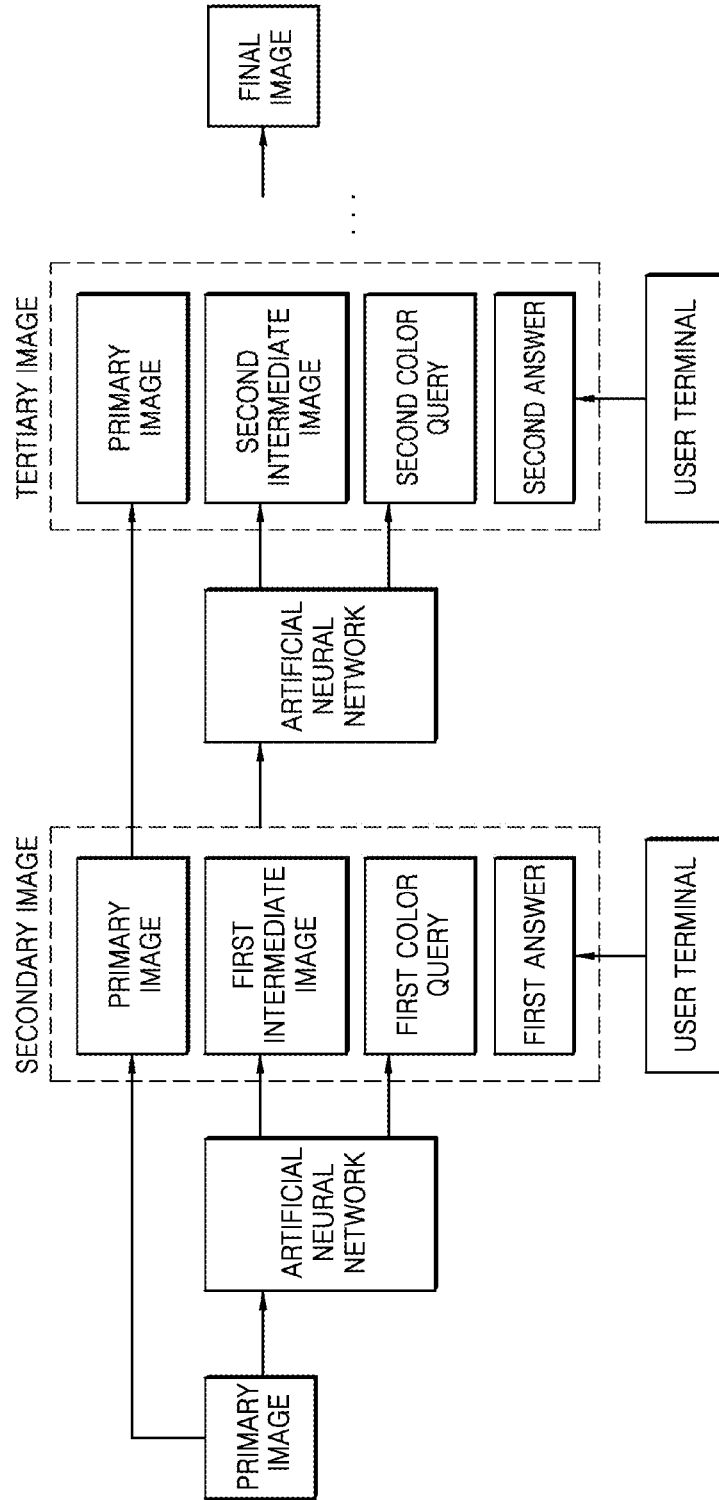 PRIMARY
IMAGE
ARTIFICIAL
NEURAL
NETWORK
SECONDARY IMAGE
PRIMARY
IMAGE
FIRST
INTERMEDIATE
IMAGE
FIRST COLOR
QUERY
FIRST ANSWER
USER TERMINAL
ARTIFICIAL
NEURAL
NETWORK
TERTIARY IMAGE
PRIMARY
IMAGE
SECOND
INTERMEDIATE
IMAGE
SECOND COLOR
QUERY
SECOND ANSWER
USER TERMINAL
...
FINAL
IMAGE